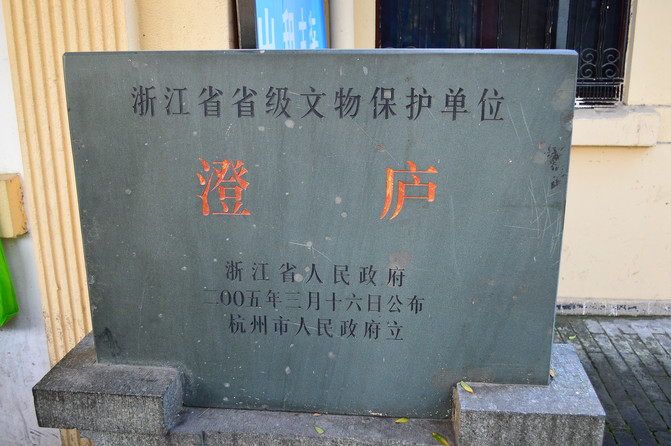 浙江省省级文物保护单位
澄庐
浙江省人民政府
二00五年三月十六日公布
杭州市人民政府立